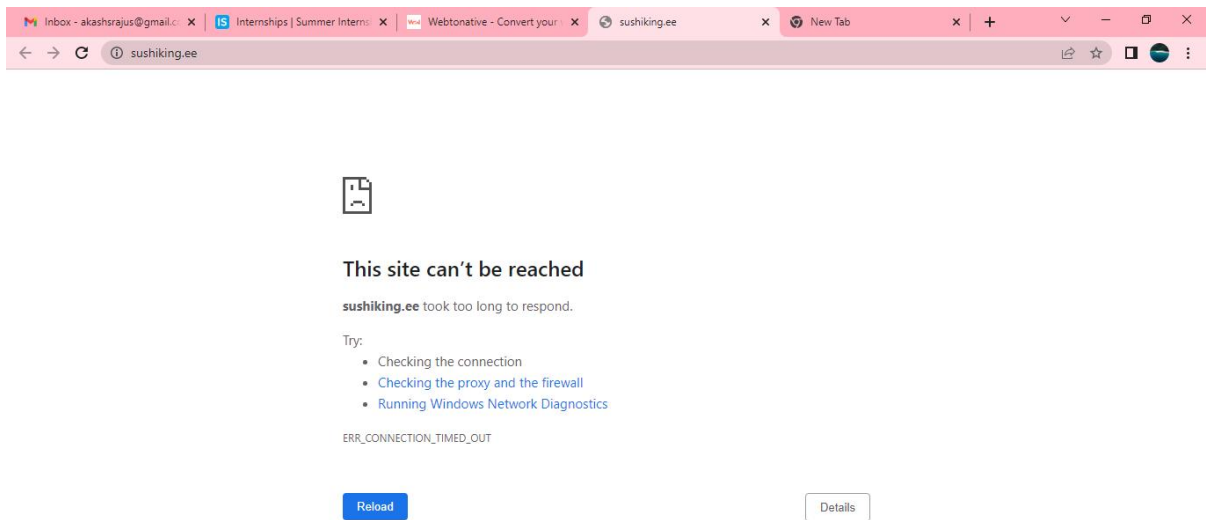 Inbox - akashsrajus@gmail.c
Internships | Summer Interns
Webtonative - Convert your
sushiking.ee
New Tab
sushiking.ee
This site can’t be reached
sushiking.ee took too long to respond.
Try:
• Checking the connection
• Checking the proxy and the firewall
• Running Windows Network Diagnostics
ERR_CONNECTION_TIMED_OUT
Reload
Details